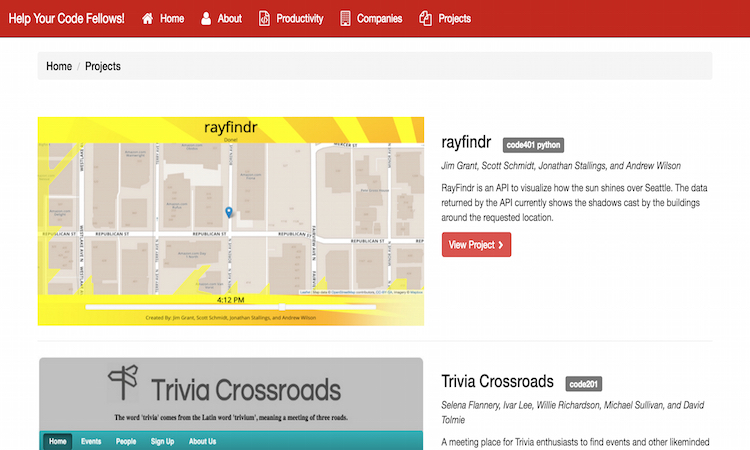 Help Your Code Fellows! Home About Productivity Companies Projects
Home / Projects
rayfindr
Done!
MERCER ST
REPUBLICAN ST REPUBLICAN ST REPUBLICAN ST REPUBLICAN ST
4:12 PM
Created By: Jim Grant, Scott Schmidt, Jonathan Stallings, and Andrew Wilson
rayfindr code401 python
Jim Grant, Scott Schmidt, Jonathan Stallings, and Andrew Wilson
RayFindr is an API to visualize how the sun shines over Seattle. The data
returned by the API currently shows the shadows cast by the buildings
around the requested location.
View Project
Trivia Crossroads
The word 'trivia' comes from the Latin word 'trivium', meaning a meeting of three roads.
Home Events People Sign Up About Us
Trivia Crossroads code201
Selena Flannery, Ivar Lee, Willie Richardson, Michael Sullivan, and David
Tolmie
A meeting place for Trivia enthusiasts to find events and other likeminded